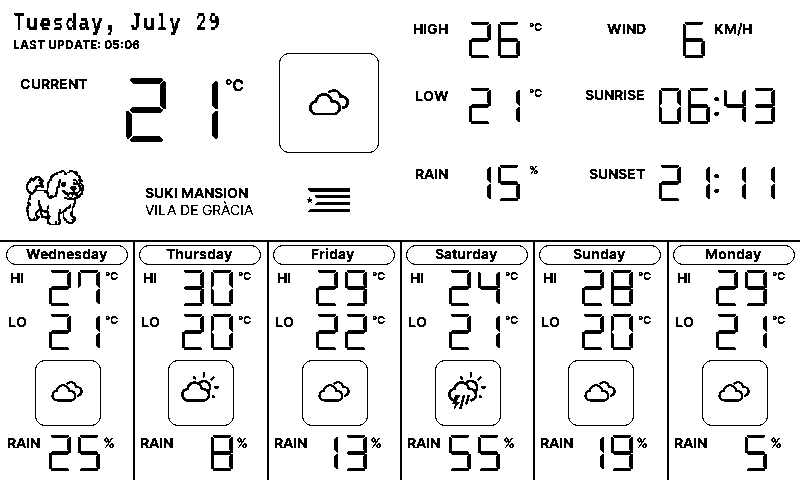 Tuesday, July 29
LAST UPDATE: 05:06
CURRENT 21 °C
HIGH 26 °C
WIND 6 KM/H
LOW 21 °C
SUNRISE 06:43
RAIN 15 %
SUNSET 21:11
SUKI MANSION
VILA DE GRÀCIA
Wednesday
HI 27 °C
LO 21 °C
RAIN 25 %
Thursday
HI 30 °C
LO 20 °C
RAIN 8 %
Friday
HI 29 °C
LO 22 °C
RAIN 13 %
Saturday
HI 24 °C
LO 21 °C
RAIN 55 %
Sunday
HI 28 °C
LO 20 °C
RAIN 19 %
Monday
HI 29 °C
LO 21 °C
RAIN 5 %